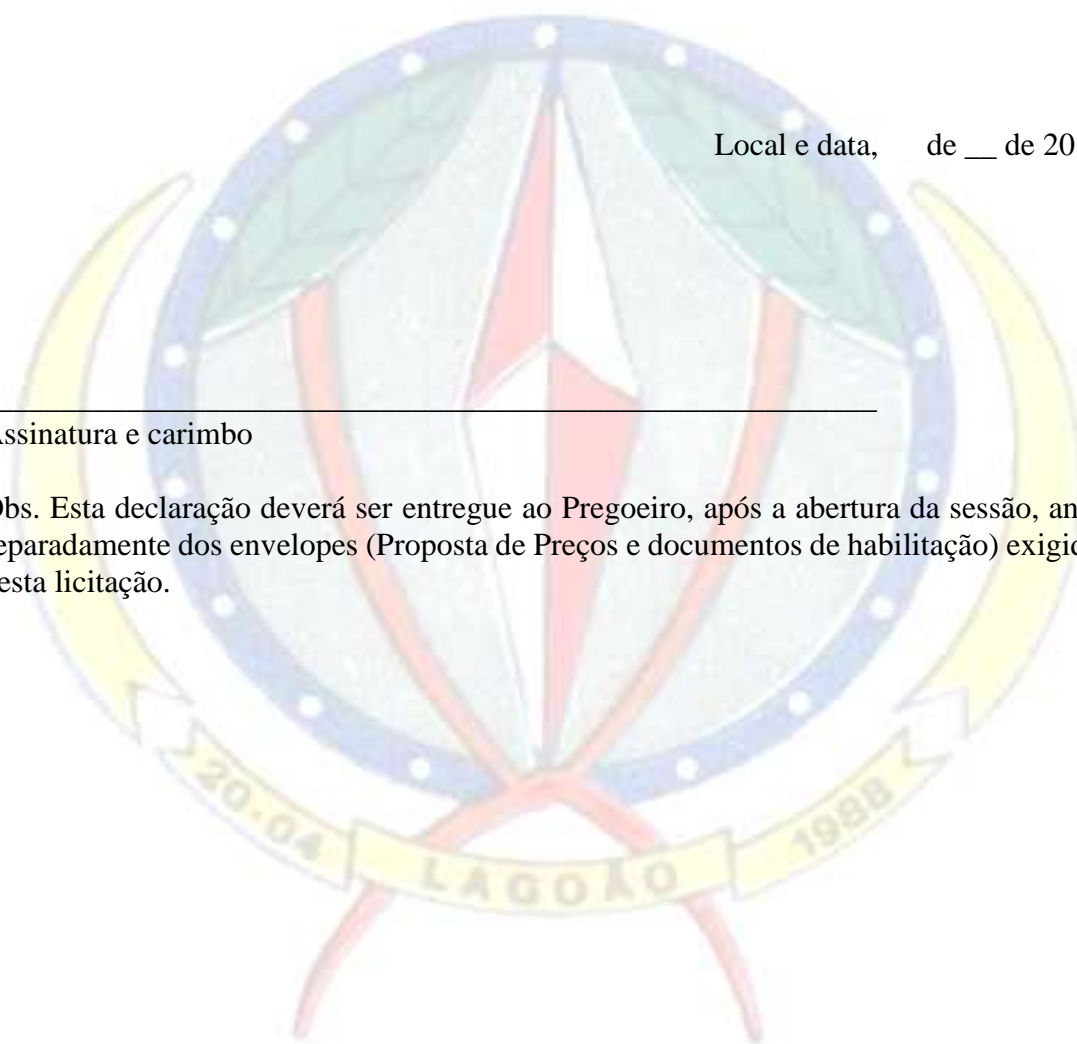 Local e data, de __ de 20
Assinatura e carimbo
Obs. Esta declaração deverá ser entregue ao Pregoeiro, após a abertura da sessão, an
eparadamente dos envelopes (Proposta de Preços e documentos de habilitação) exigid
esta licitação.
20.04 LAGOÃO 1988